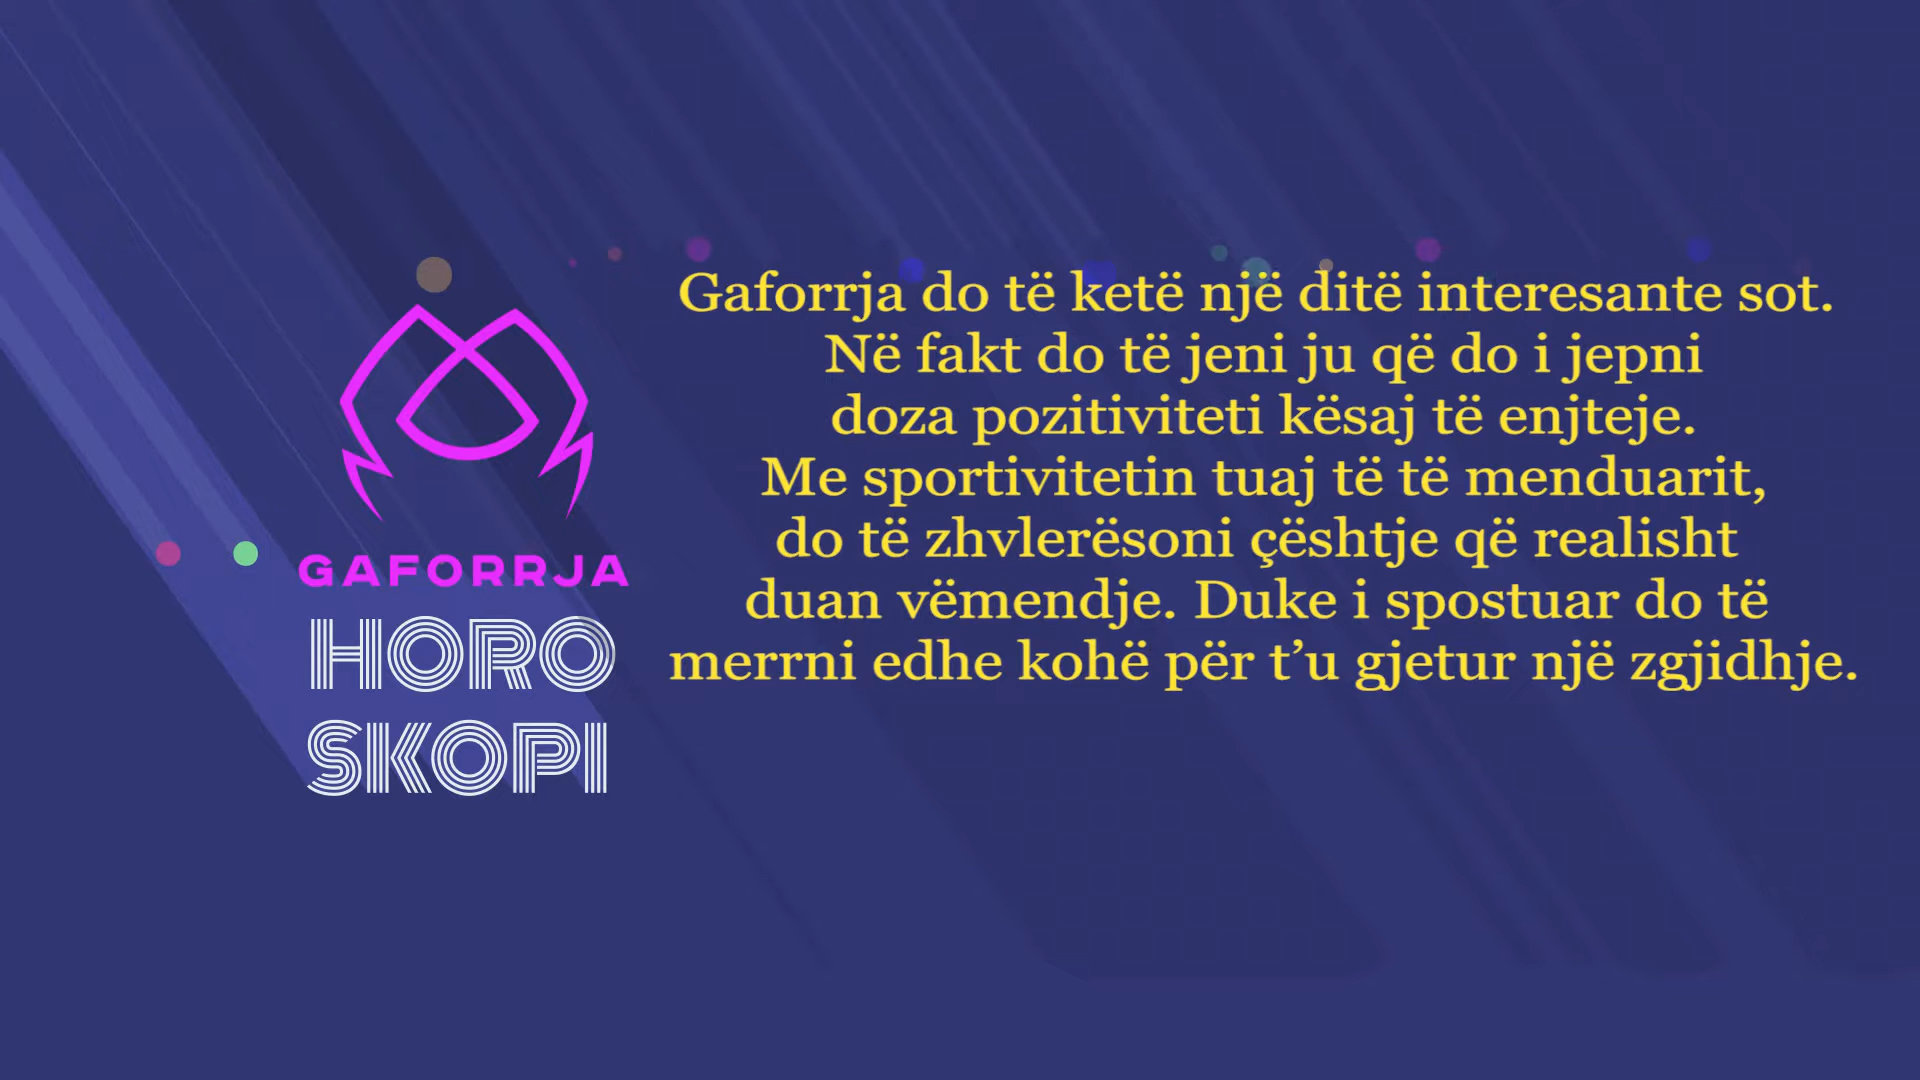 GAFORRJA
HORO
SKOPI
Gaforrja do të ketë një ditë interesante sot.
Në fakt do të jeni ju që do i jepni
doza pozitiviteti kësaj të enjteje.
Me sportivitetin tuaj të të menduarit,
do të zhvlerësoni çështje që realisht
duan vëmendje. Duke i spostuar do të
merrni edhe kohë për t’u gjetur një zgjidhje.